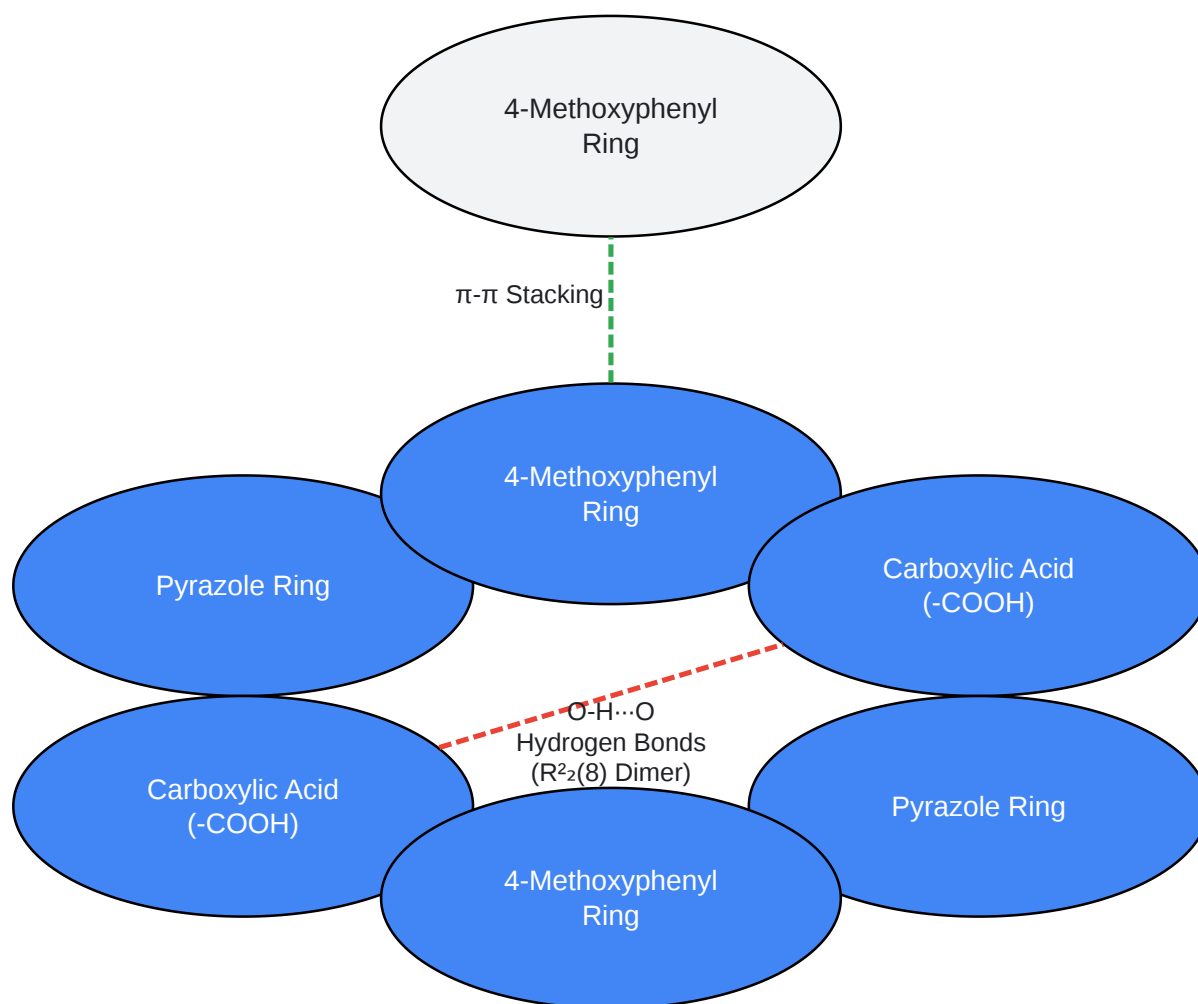 4-Methoxyphenyl
Ring
π-π Stacking
4-Methoxyphenyl
Ring
Pyrazole Ring
Carboxylic Acid
(-COOH)
O-H···O
Hydrogen Bonds
(R²₂(8) Dimer)
Carboxylic Acid
(-COOH)
Pyrazole Ring
4-Methoxyphenyl
Ring